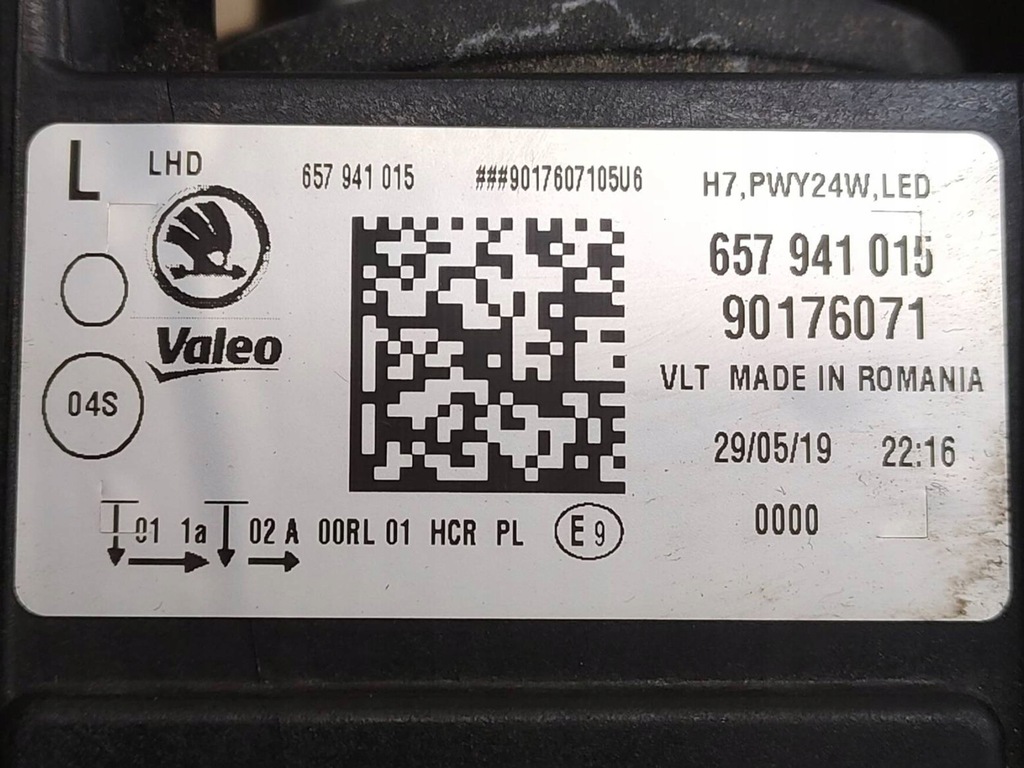 L LHD 657 941 015 ###9017607105U6 H7,PWY24W,LED
657 941 015
90176071
Valeo
VLT MADE IN ROMANIA
04S
29/05/19 22:16
0000
01 1a 02 A 00RL 01 HCR PL E 9